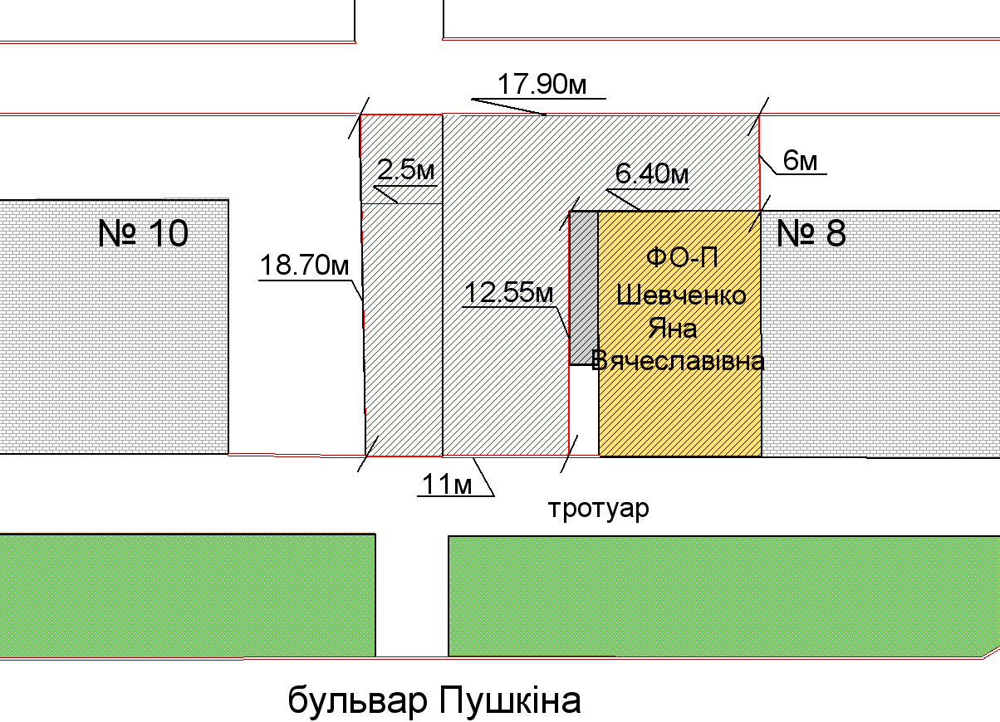 17.90м
6м
2.5м
6.40м
№ 10
№ 8
ФО-П
Шевченко
Яна
Вячеславівна
18.70м
12.55м
11м
тротуар
бульвар Пушкіна